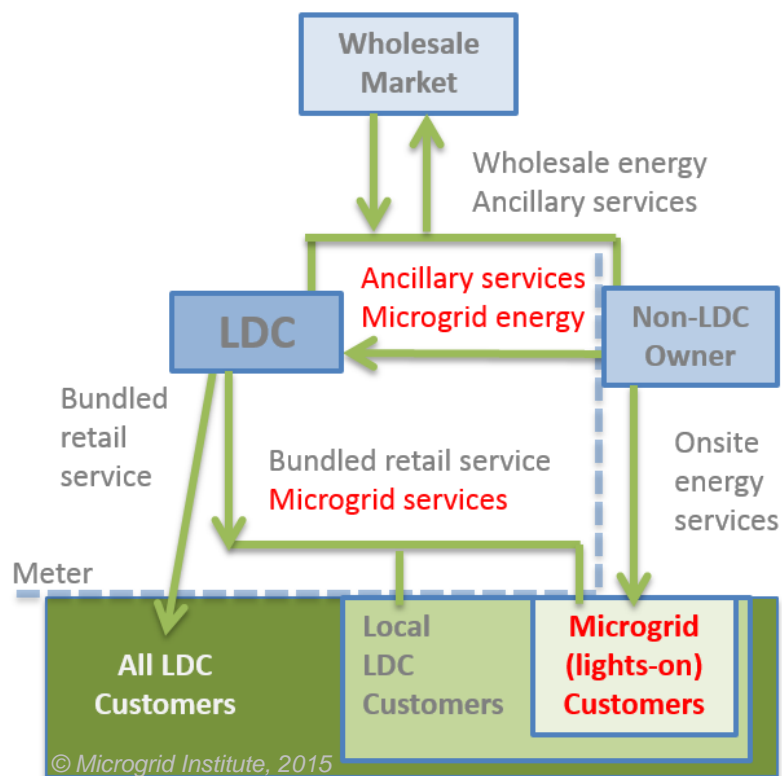 Wholesale
Market
Wholesale energy
Ancillary services
Ancillary services
Microgrid energy
LDC
Non-LDC
Owner
Bundled
retail
service
Bundled retail service
Microgrid services
Onsite
energy
services
Meter
All LDC
Customers
Local
LDC
Customers
Microgrid
(lights-on)
Customers
© Microgrid Institute, 2015